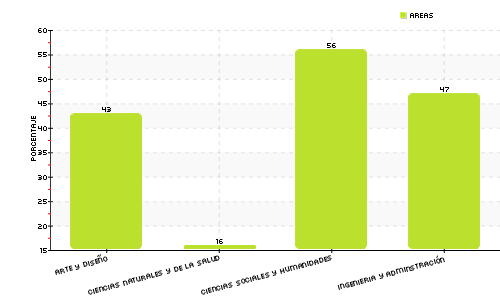 AREAS
60
55
50
45
40
35
30
25
20
15
PORCENTAJE
43
16
56
47
ARTE Y DISEÑO
CIENCIAS NATURALES Y DE LA SALUD
CIENCIAS SOCIALES Y HUMANIDADES
INGENIERIA Y ADMINSTRACIÓN